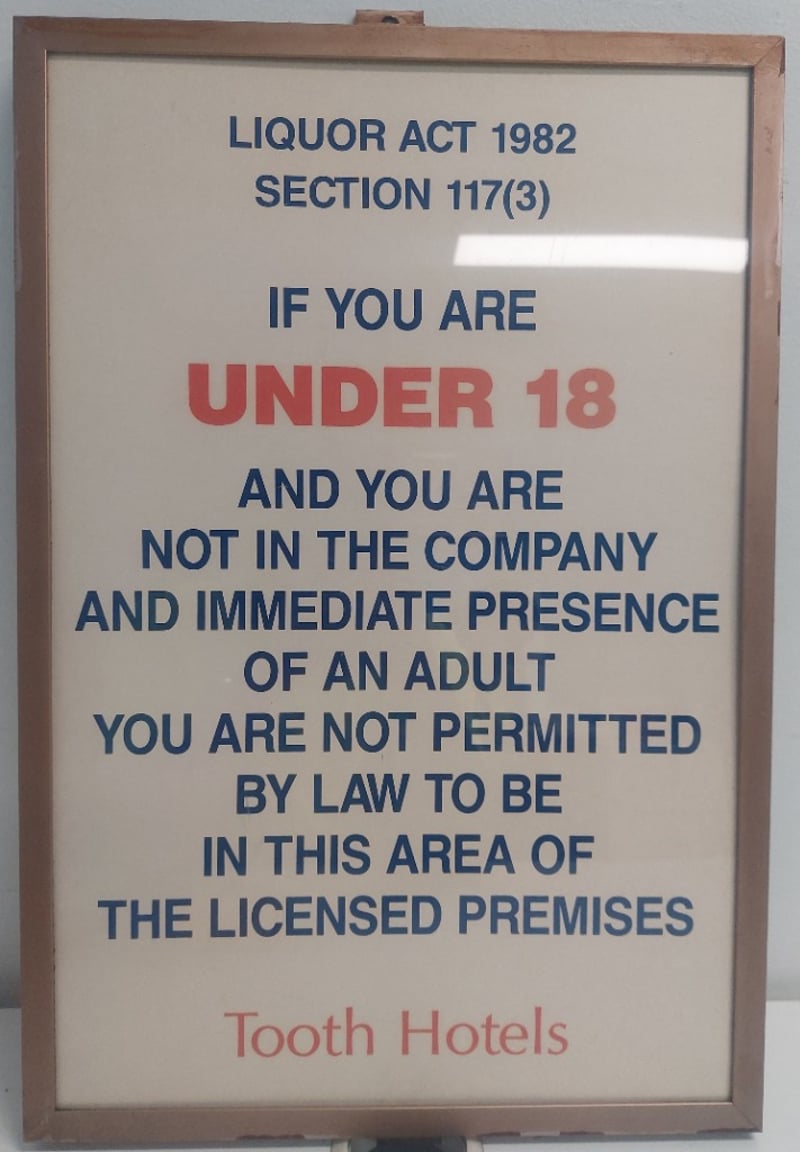 LIQUOR ACT 1982
SECTION 117(3)
IF YOU ARE
UNDER 18
AND YOU ARE
NOT IN THE COMPANY
AND IMMEDIATE PRESENCE
OF AN ADULT
YOU ARE NOT PERMITTED
BY LAW TO BE
IN THIS AREA OF
THE LICENSED PREMISES
Tooth Hotels